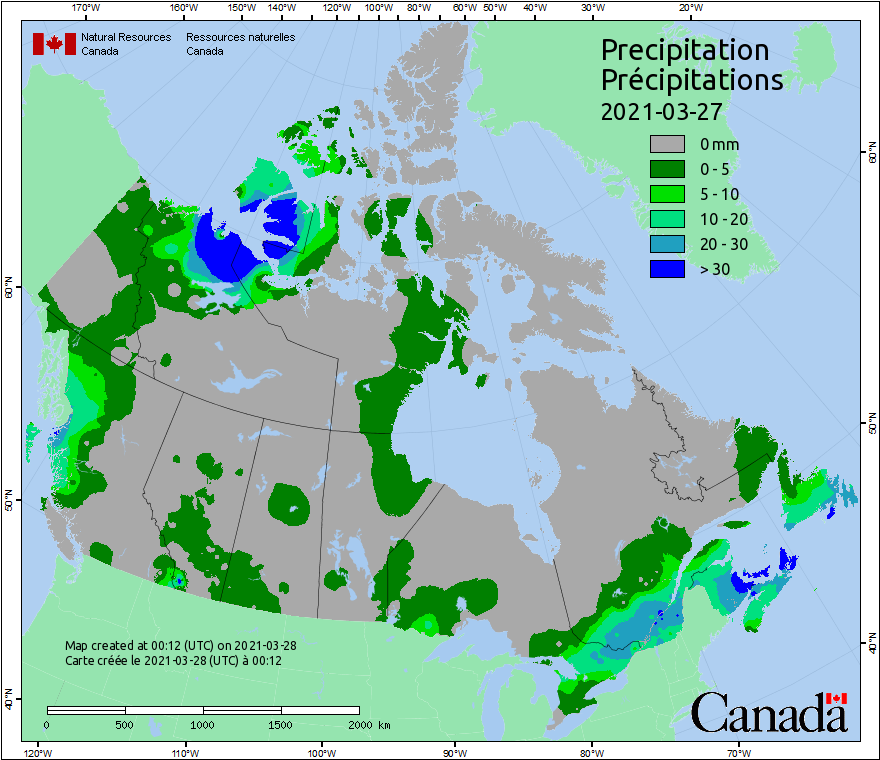 170°W 160°W 150°W 140°W 120°W 100°W 80°W 60°W 50°W 40°W 30°W 20°W
Natural Resources Ressources naturelles
Canada Canada
Precipitation
Précipitations
2021-03-27
0 mm
0 - 5
5 - 10
10 - 20
20 - 30
> 30
60°N
60°N
50°N
50°N
40°N
40°N
Map created at 00:12 (UTC) on 2021-03-28
Carte créée le 2021-03-28 (UTC) à 00:12
0 500 1000 1500 2000 km
Canada
120°W 110°W 100°W 90°W 80°W 70°W